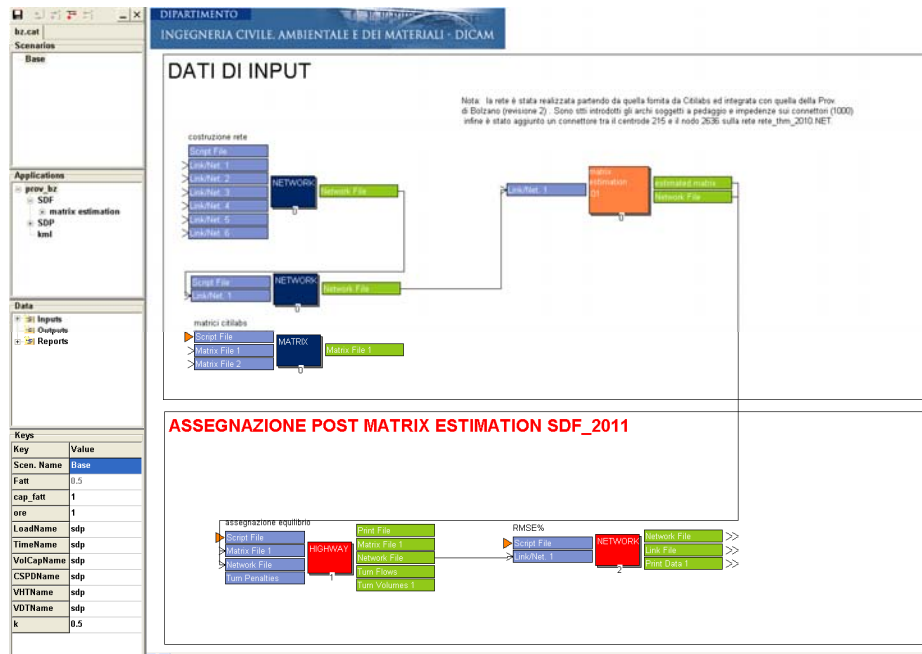 bz.cat
Scenarios
Base
Applications
prov_bz
SDF
matrix estimation
SDP
kml
Data
Inputs
Outputs
Reports
Keys
Key Value
Scen. Name Base
Fatt 0.5
cap_fatt 1
ore 1
LoadName sdp
TimeName sdp
VolCapName sdp
CSPDName sdp
VHTName sdp
VDTName sdp
k 0.5
DIPARTIMENTO
INGEGNERIA CIVILE, AMBIENTALE E DEI MATERIALI - DICAM
DATI DI INPUT
Nota: la rete è stata realizzata partendo da quella fornita da Citilabs ed integrata con quella della Prov.
di Bolzano (revisione 2) . Sono stti introdotti gli archi soggetti a pedaggio e impedenze sui connettori (1000)
infine è stato aggiunto un connettore tra il centrode 215 e il nodo 2636 sulla rete rete_thm_2010.NET.
costruzione rete
Script File
Link/Net. 1
Link/Net. 2
Link/Net. 3
Link/Net. 4
Link/Net. 5
Link/Net. 6
NETWORK
0
Network File
Link/Net. 1
matrix
estimation
01
0
estimated matrix
Network File
Script File
Link/Net. 1
NETWORK
0
Network File
matrici citilabs
Script File
Matrix File 1
Matrix File 2
MATRIX
0
Matrix File 1
ASSEGNAZIONE POST MATRIX ESTIMATION SDF_2011
assegnazione equilibrio
Script File
Matrix File 1
Network File
Turn Penalties
HIGHWAY
1
Print File
Matrix File 1
Network File
Turn Flows
Turn Volumes 1
RMSE%
Script File
Link/Net. 1
NETWORK
2
Network File
Link File
Print Data 1